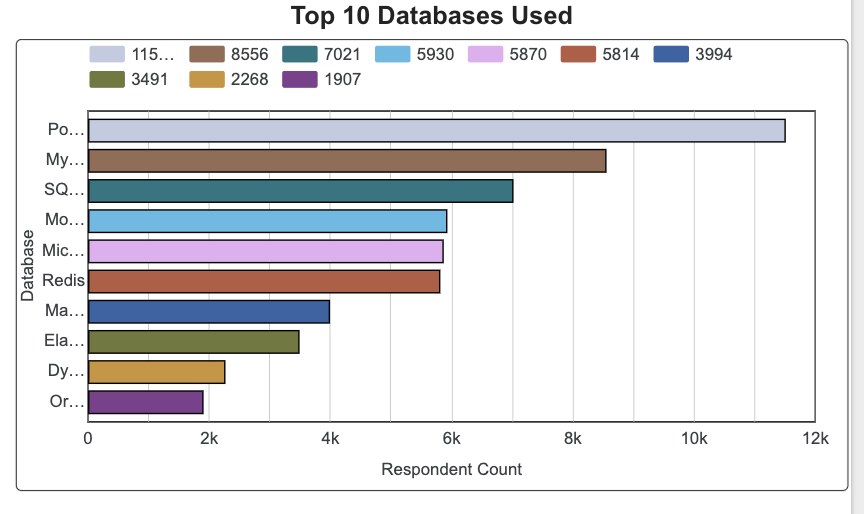 Top 10 Databases Used
115… 8556 7021 5930 5870 5814 3994
3491 2268 1907
Po…
My…
SQ…
Mo…
Mic…
Redis
Ma…
Ela…
Dy…
Or…
Database
0 2k 4k 6k 8k 10k 12k
Respondent Count